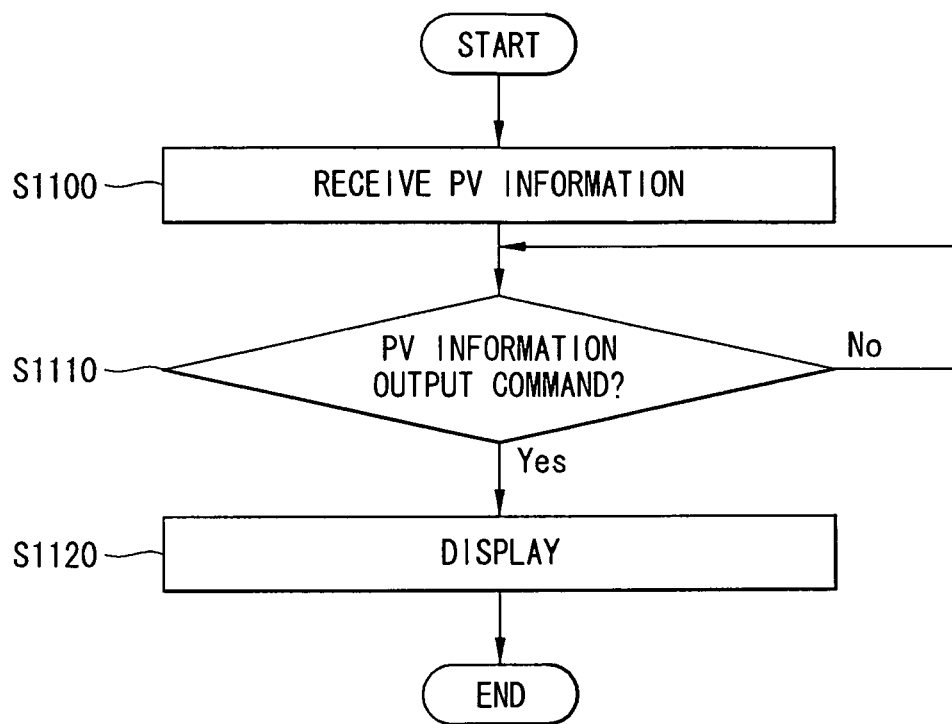 START
S1100
RECEIVE PV INFORMATION
S1110
PV INFORMATION
OUTPUT COMMAND?
No
Yes
S1120
DISPLAY
END